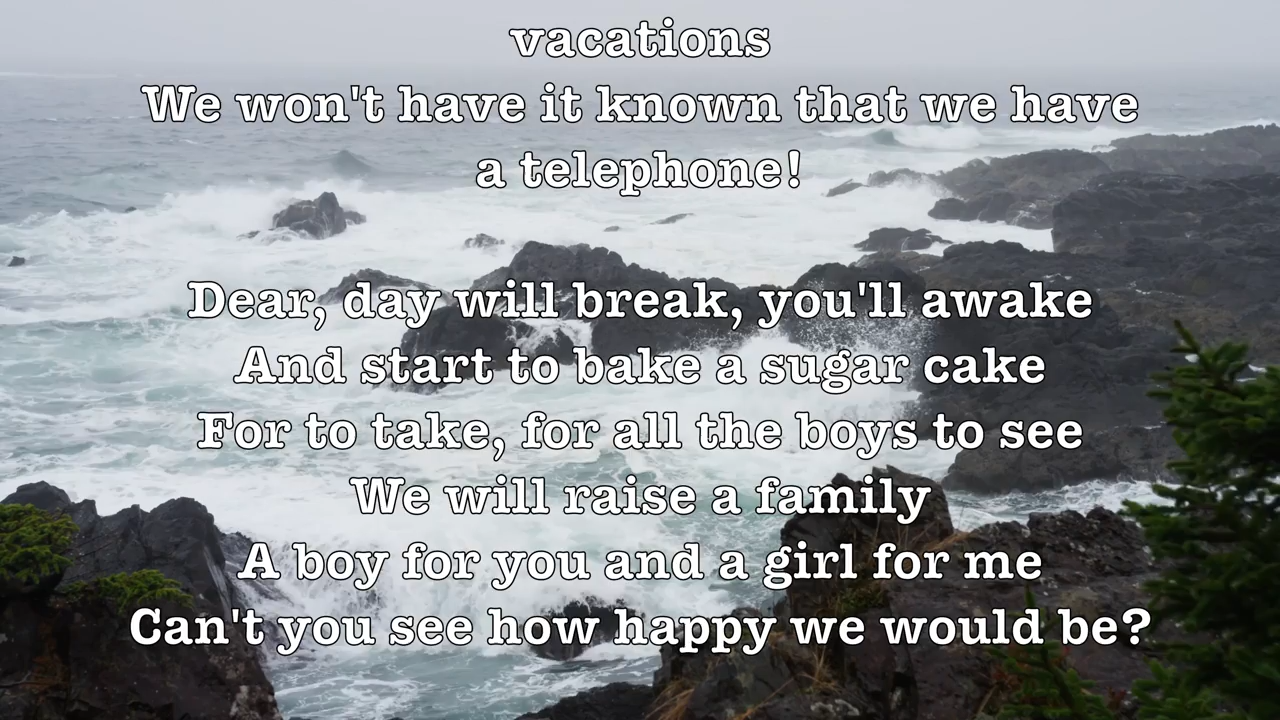 vacations
We won't have it known that we have
a telephone!
Dear, day will break, you'll awake
And start to bake a sugar cake
For to take, for all the boys to see
We will raise a family
A boy for you and a girl for me
Can't you see how happy we would be?